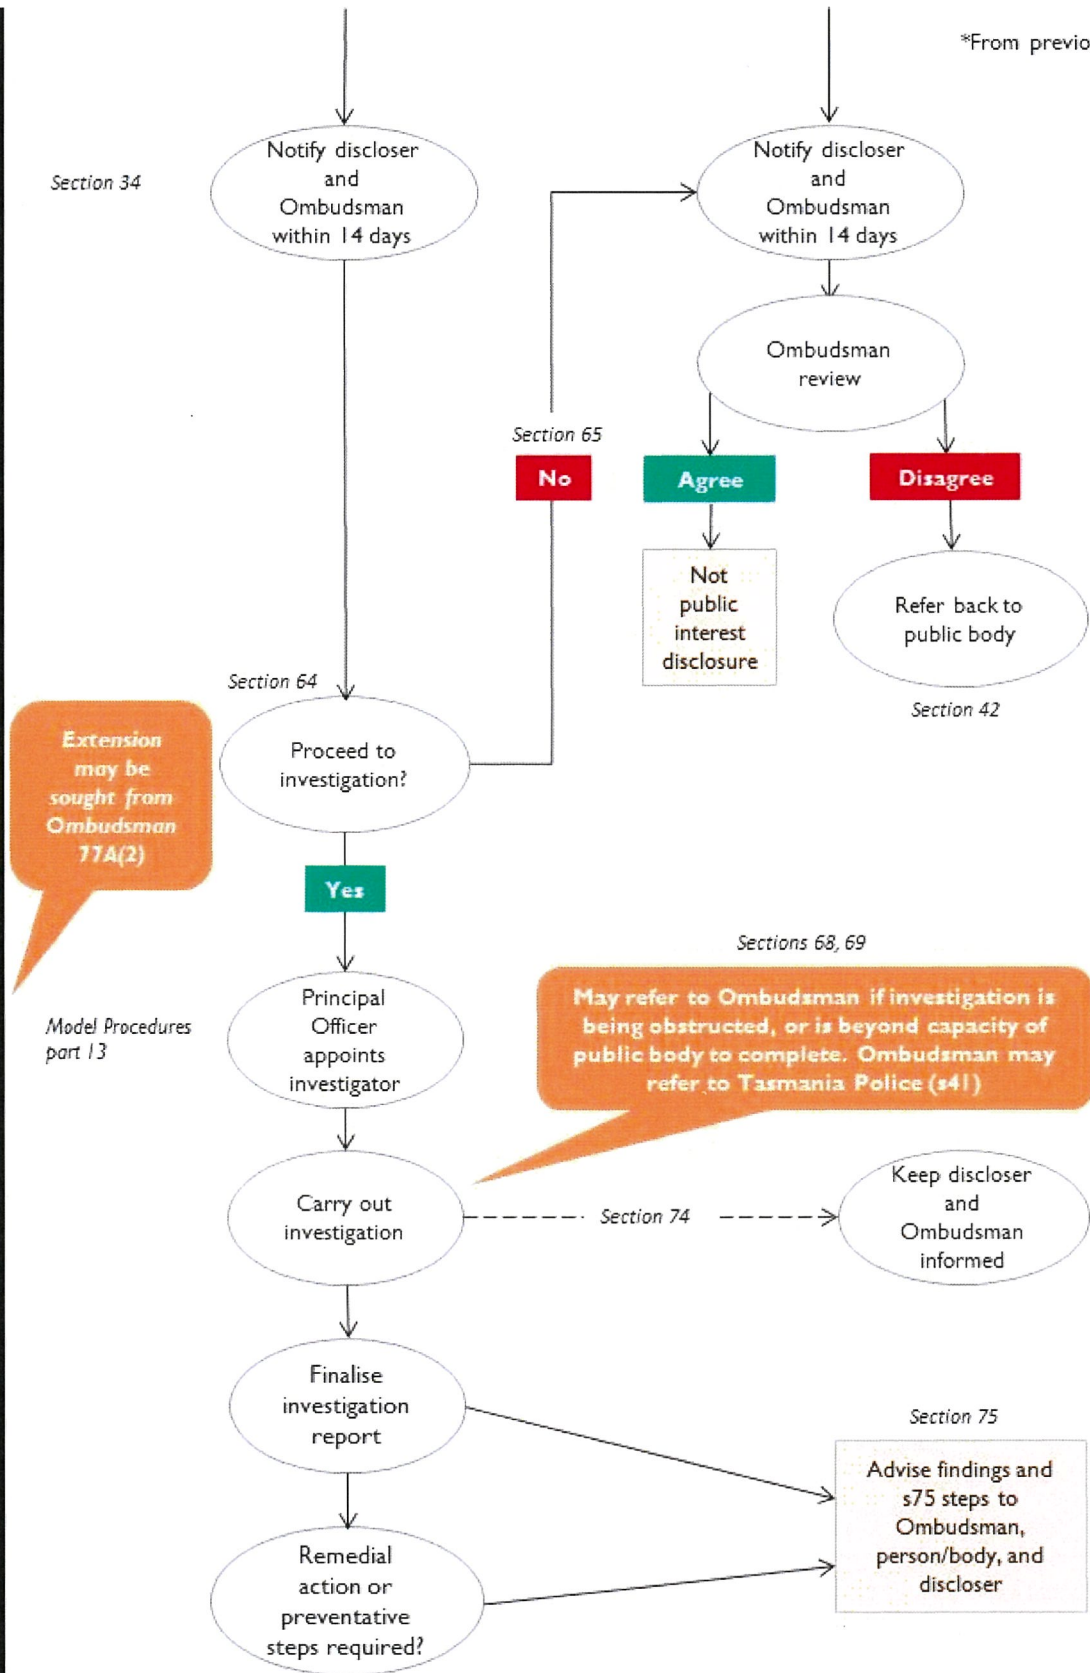 *From previo
Section 34
Notify discloser
and
Ombudsman
within 14 days
Notify discloser
and
Ombudsman
within 14 days
Ombudsman
review
Section 65
No
Agree
Disagree
Not
public
interest
disclosure
Refer back to
public body
Section 42
Section 64
Extension
may be
sought from
Ombudsman
77A(2)
Proceed to
investigation?
Yes
Model Procedures
part 13
Principal
Officer
appoints
investigator
Sections 68, 69
May refer to Ombudsman if investigation is
being obstructed, or is beyond capacity of
public body to complete. Ombudsman may
refer to Tasmania Police (s41)
Carry out
investigation
Section 74
Keep discloser
and
Ombudsman
informed
Finalise
investigation
report
Section 75
Advise findings and
s75 steps to
Ombudsman,
person/body, and
discloser
Remedial
action or
preventative
steps required?